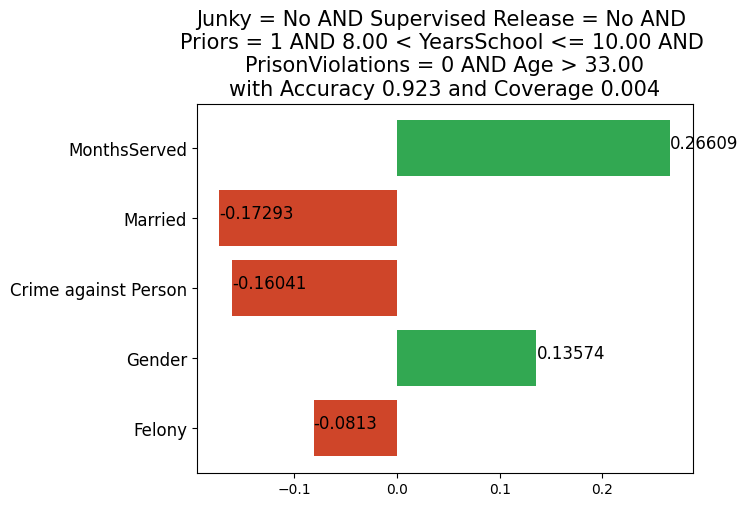 Junky = No AND Supervised Release = No AND
Priors = 1 AND 8.00 < YearsSchool <= 10.00 AND
PrisonViolations = 0 AND Age > 33.00
with Accuracy 0.923 and Coverage 0.004
MonthsServed 0.26609
Married -0.17293
Crime against Person -0.16041
Gender 0.13574
Felony -0.0813
−0.1 0.0 0.1 0.2